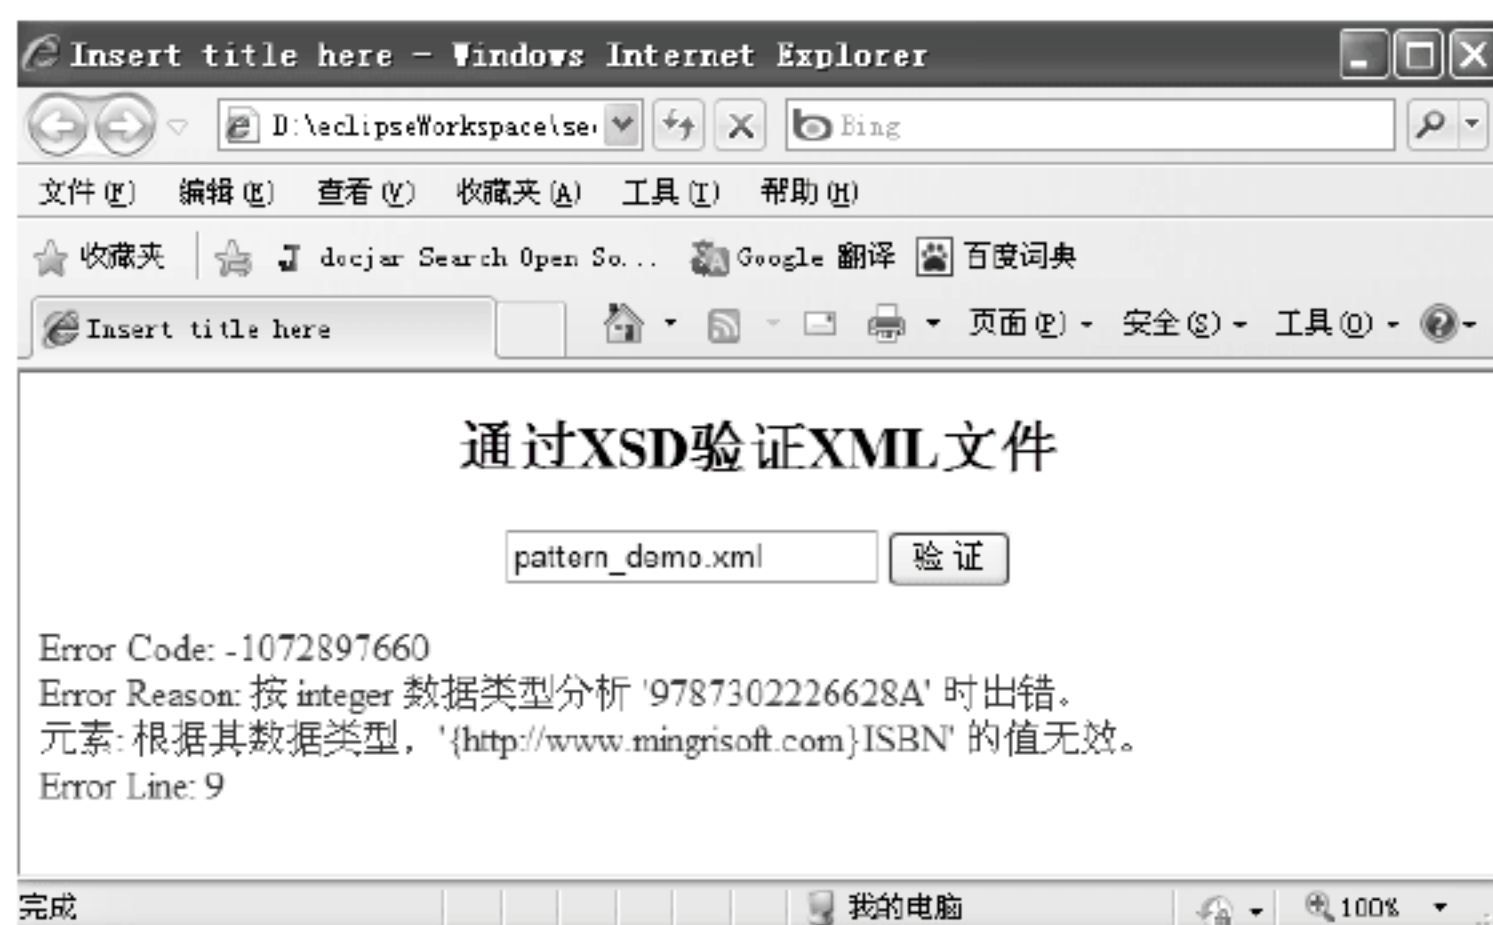 Insert title here - Windows Internet Explorer
D:\eclipseWorkspace\se
Bing
文件(F) 编辑(E) 查看(V) 收藏夹(A) 工具(T) 帮助(H)
收藏夹 docjar Search Open So... Google 翻译 百度词典
Insert title here 页面(P) 安全(S) 工具(O)
通过XSD验证XML文件
pattern_demo.xml 验 证
Error Code: -1072897660
Error Reason: 按 integer 数据类型分析 '9787302226628A' 时出错。
元素: 根据其数据类型，'{http://www.mingrisoft.com}ISBN' 的值无效。
Error Line: 9
完成 我的电脑 100%